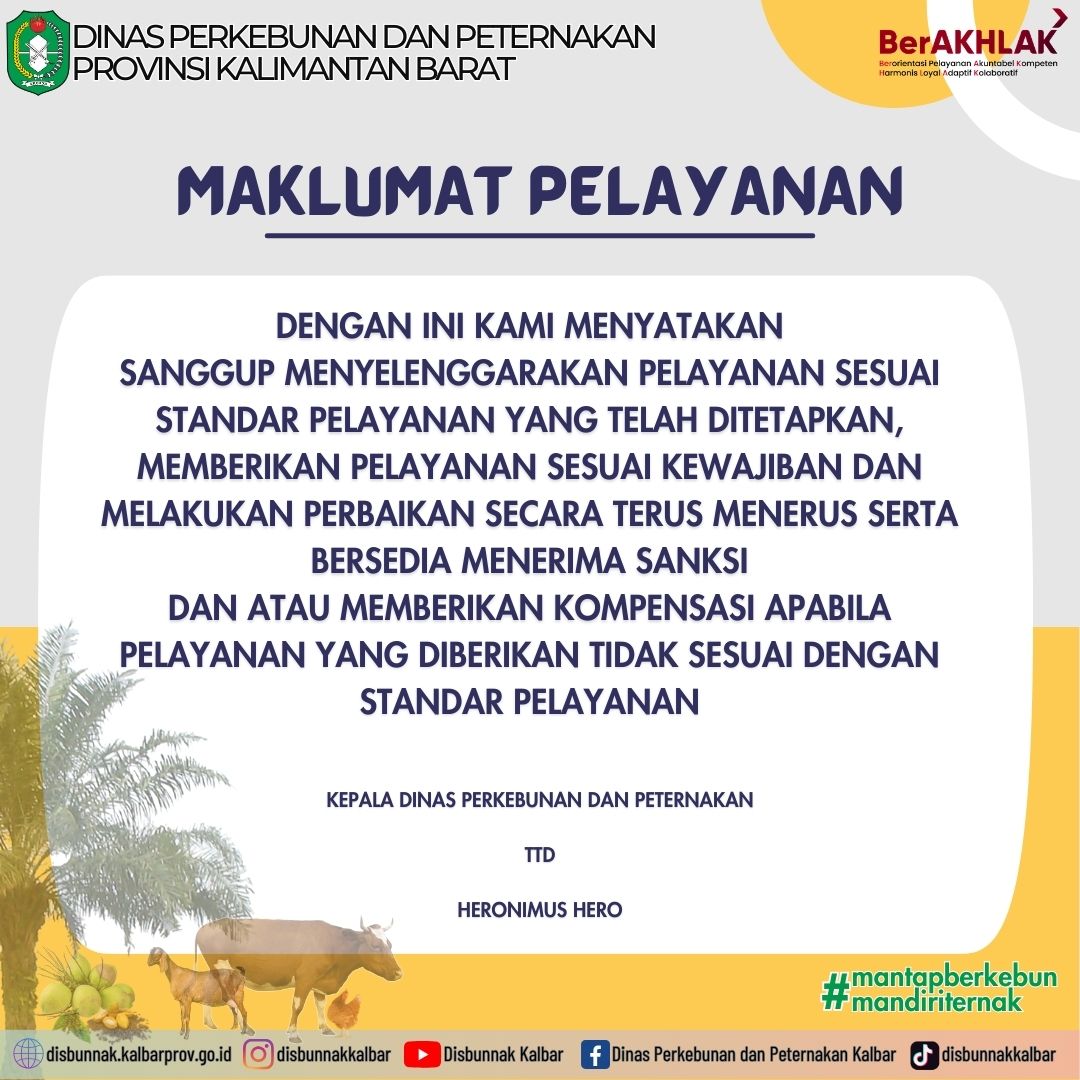 DINAS PERKEBUNAN DAN PETERNAKAN
PROVINSI KALIMANTAN BARAT
BerAKHLAK
Berorientasi Pelayanan Akuntabel Kompeten
Harmonis Loyal Adaptif Kolaboratif
MAKLUMAT PELAYANAN
DENGAN INI KAMI MENYATAKAN
SANGGUP MENYELENGGARAKAN PELAYANAN SESUAI
STANDAR PELAYANAN YANG TELAH DITETAPKAN,
MEMBERIKAN PELAYANAN SESUAI KEWAJIBAN DAN
MELAKUKAN PERBAIKAN SECARA TERUS MENERUS SERTA
BERSEDIA MENERIMA SANKSI
DAN ATAU MEMBERIKAN KOMPENSASI APABILA
PELAYANAN YANG DIBERIKAN TIDAK SESUAI DENGAN
STANDAR PELAYANAN
KEPALA DINAS PERKEBUNAN DAN PETERNAKAN
TTD
HERONIMUS HERO
#mantapberkebun
mandiriternak
disbunnak.kalbarprov.go.id disbunnakkalbar Disbunnak Kalbar Dinas Perkebunan dan Peternakan Kalbar disbunnakkalbar